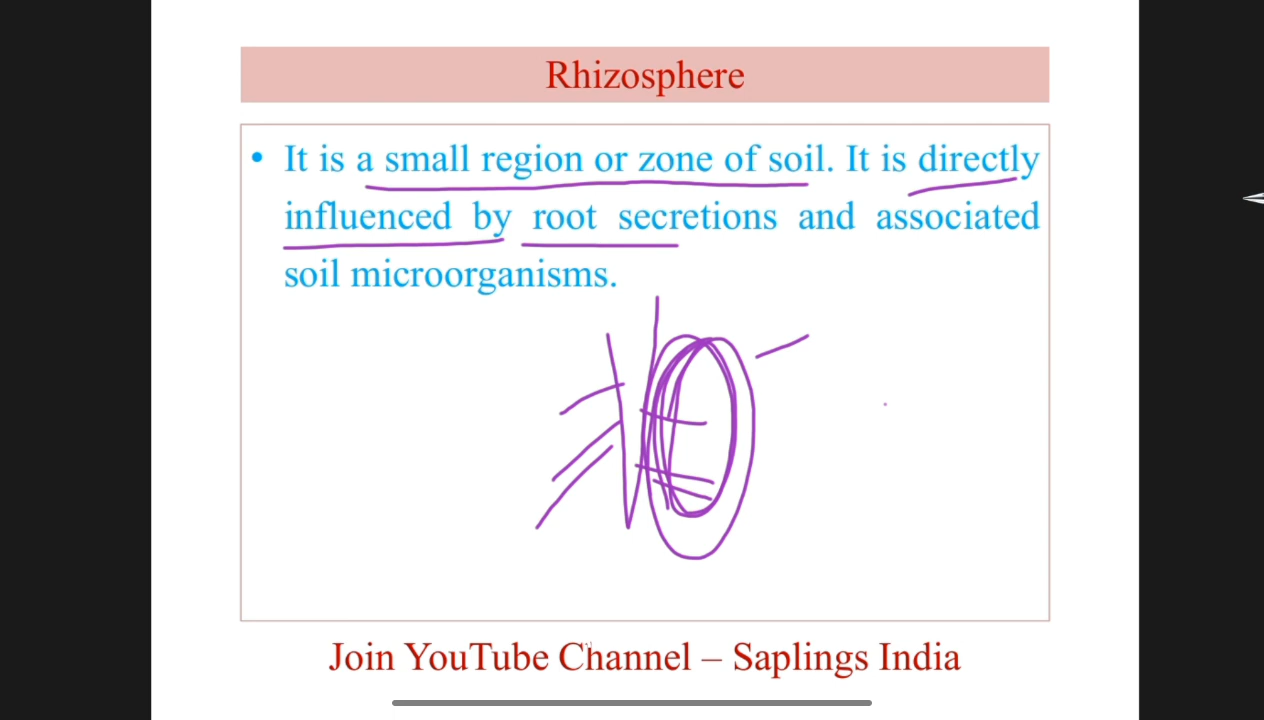 Rhizosphere
• It is a small region or zone of soil. It is directly
influenced by root secretions and associated
soil microorganisms.
Join YouTube Channel – Saplings India